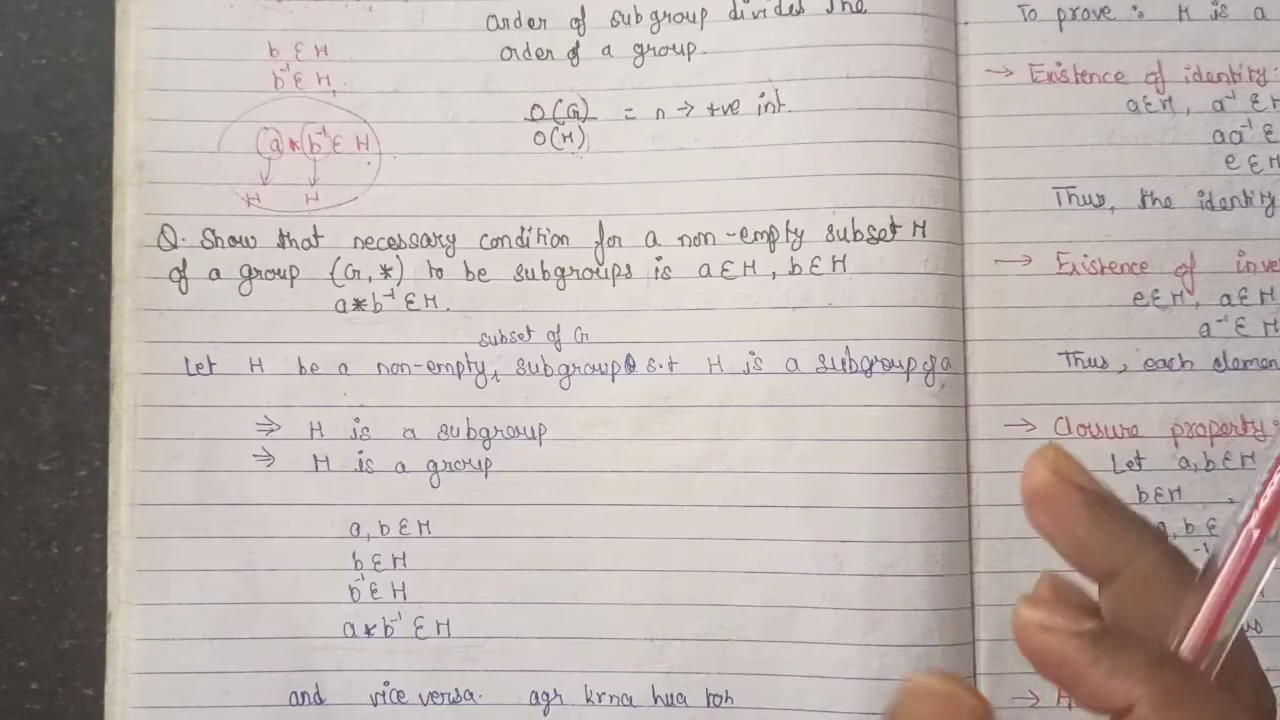 order of subgroup divides the
order of a group.
b ∈ H
b⁻¹ ∈ H.
O(G)/O(H) = n → +ve int.
a * b⁻¹ ∈ H
H H
Q. Show that necessary condition for a non-empty subset H
of a group (G, *) to be subgroups is a ∈ H, b ∈ H
a * b⁻¹ ∈ H.
subset of G
Let H be a non-empty, subgroup s.t H is a subgroup of a
⇒ H is a subgroup
⇒ H is a group
a, b ∈ H
b ∈ H
b⁻¹ ∈ H
a * b⁻¹ ∈ H
and vice versa. agr krna hua toh
To prove : H is a
→ Existence of identity:
a ∈ H, a⁻¹ ∈ H
aa⁻¹ ∈
e ∈ H
Thus, the identity
→ Existence of inve
e ∈ H, a ∈ H
a⁻¹ ∈ H
Thus, each elemen
→ Closure property:
Let a, b ∈ H
b ∈ H
a, b ∈